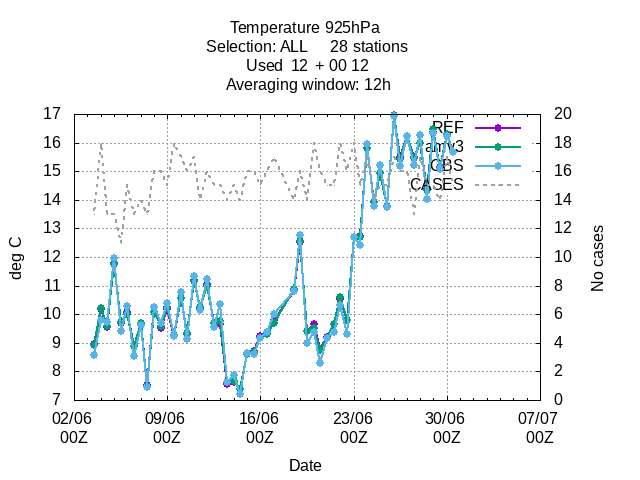 Temperature 925hPa
Selection: ALL 28 stations
Used 12 + 00 12
Averaging window: 12h
17
16
15
14
13
12
11
10
9
8
7
deg C
20
18
16
14
12
10
8
6
4
2
0
No cases
REF
amv3
OBS
CASES
02/06 09/06 16/06 23/06 30/06 07/07
00Z 00Z 00Z 00Z 00Z 00Z
Date